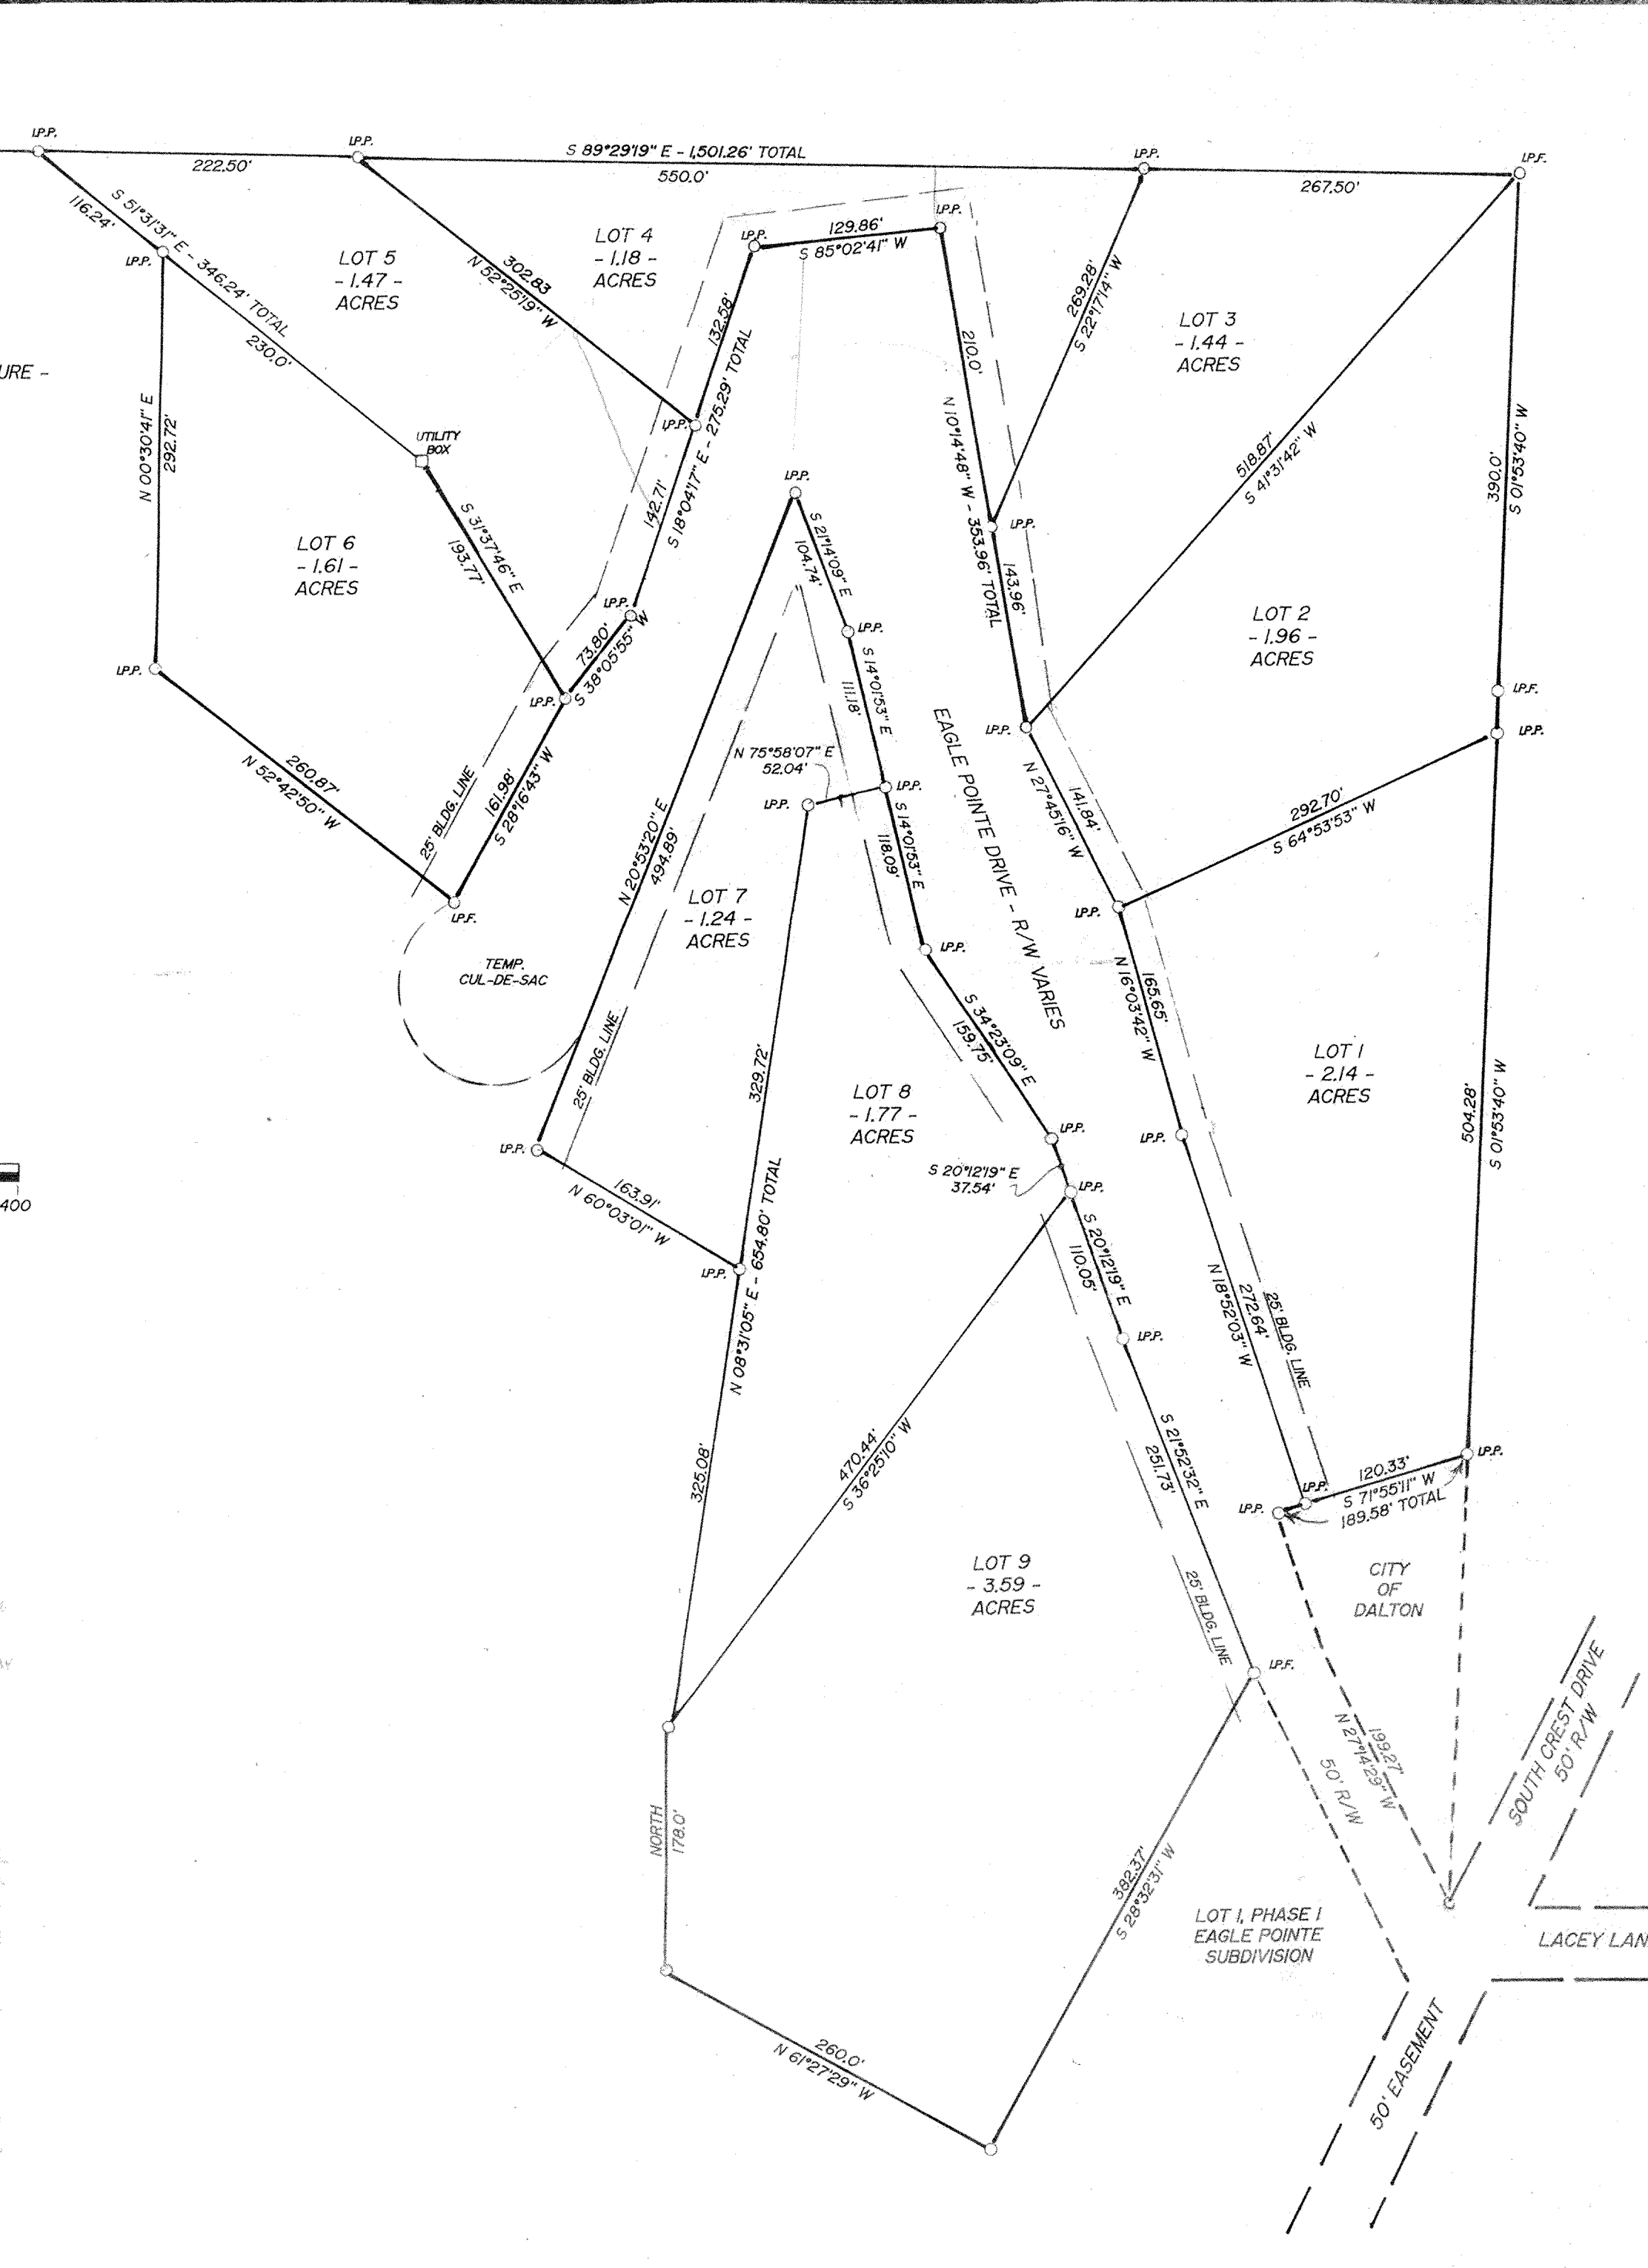 I.P.P.
I.P.P.
S 89°29'19" E - 1,501.26' TOTAL
I.P.P.
I.P.F.
222.50'
550.0'
267.50'
116.24'
S 51°31'31" E - 346.24' TOTAL
230.0'
I.P.P.
LOT 5
- 1.47 -
ACRES
302.83
N 52°25'19" W
LOT 4
- 1.18 -
ACRES
I.P.P.
129.86'
S 85°02'41" W
I.P.P.
269.28'
S 22°17'14" W
LOT 3
- 1.44 -
ACRES
URE -
N 00°30'41" E
292.72'
UTILITY
BOX
132.58'
S 18°04'17" E - 275.29' TOTAL
142.71'
I.P.P.
210.0'
N 10°14'48" W - 353.96' TOTAL
143.96'
I.P.P.
518.87'
S 41°31'42" W
390.0'
S 01°53'40" W
I.P.P.
S 21°14'09" E
104.74'
LOT 6
- 1.61 -
ACRES
S 31°37'46" E
193.77'
I.P.P.
73.80'
S 38°05'55" W
I.P.P.
I.P.P.
S 14°01'53" E
111.18'
LOT 2
- 1.96 -
ACRES
I.P.F.
I.P.P.
I.P.P.
I.P.P.
N 75°58'07" E
52.04'
I.P.P.
I.P.P.
EAGLE POINTE DRIVE - R/W VARIES
N 27°45'16" W
141.84'
292.70'
S 64°53'53" W
260.87'
N 52°42'50" W
25' BLDG. LINE
161.98'
S 28°16'43" W
I.P.F.
N 20°53'20" E
494.89'
S 14°01'53" E
118.09'
I.P.P.
LOT 7
- 1.24 -
ACRES
I.P.P.
TEMP.
CUL-DE-SAC
165.65'
N 16°03'42" W
S 34°23'09" E
159.75'
25' BLDG. LINE
329.72'
LOT 8
- 1.77 -
ACRES
LOT 1
- 2.14 -
ACRES
504.28'
S 01°53'40" W
I.P.P.
I.P.P.
I.P.P.
163.91'
N 60°03'01" W
S 20°12'19" E
37.54'
I.P.P.
400
I.P.P.
N 08°31'05" E - 654.80' TOTAL
S 20°12'19" E
110.05'
I.P.P.
272.64'
N 18°52'03" W
25' BLDG. LINE
325.08'
470.44'
S 36°25'10" W
S 21°52'32" E
251.73'
I.P.P.
I.P.P.
120.33'
S 71°55'11" W
189.58' TOTAL
I.P.P.
LOT 9
- 3.59 -
ACRES
25' BLDG. LINE
I.P.F.
CITY
OF
DALTON
199.27'
N 27°14'29" W
50' R/W
SOUTH CREST DRIVE
50' R/W
NORTH
178.0'
382.37'
S 28°32'31" W
LOT 1, PHASE 1
EAGLE POINTE
SUBDIVISION
LACEY LAN
260.0'
N 61°27'29" W
50' EASEMENT